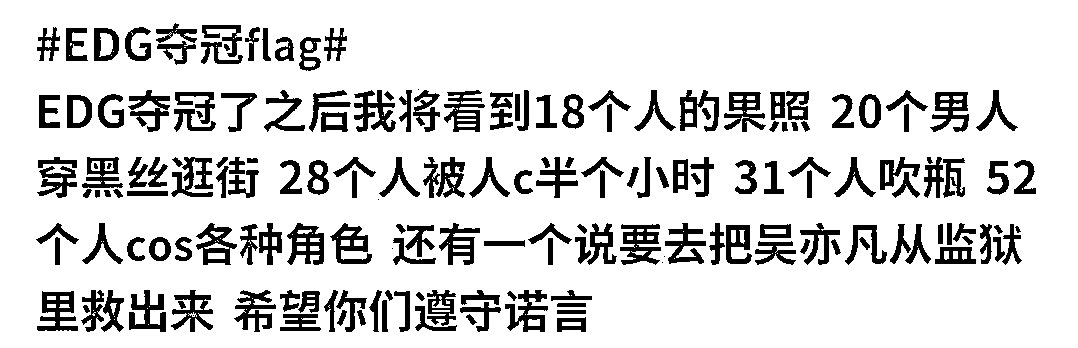 #EDG夺冠flag#
EDG夺冠了之后我将看到18个人的果照 20个男人
穿黑丝逛街 28个人被人c半个小时 31个人吹瓶 52
个人cos各种角色 还有一个说要去把吴亦凡从监狱
里救出来 希望你们遵守诺言